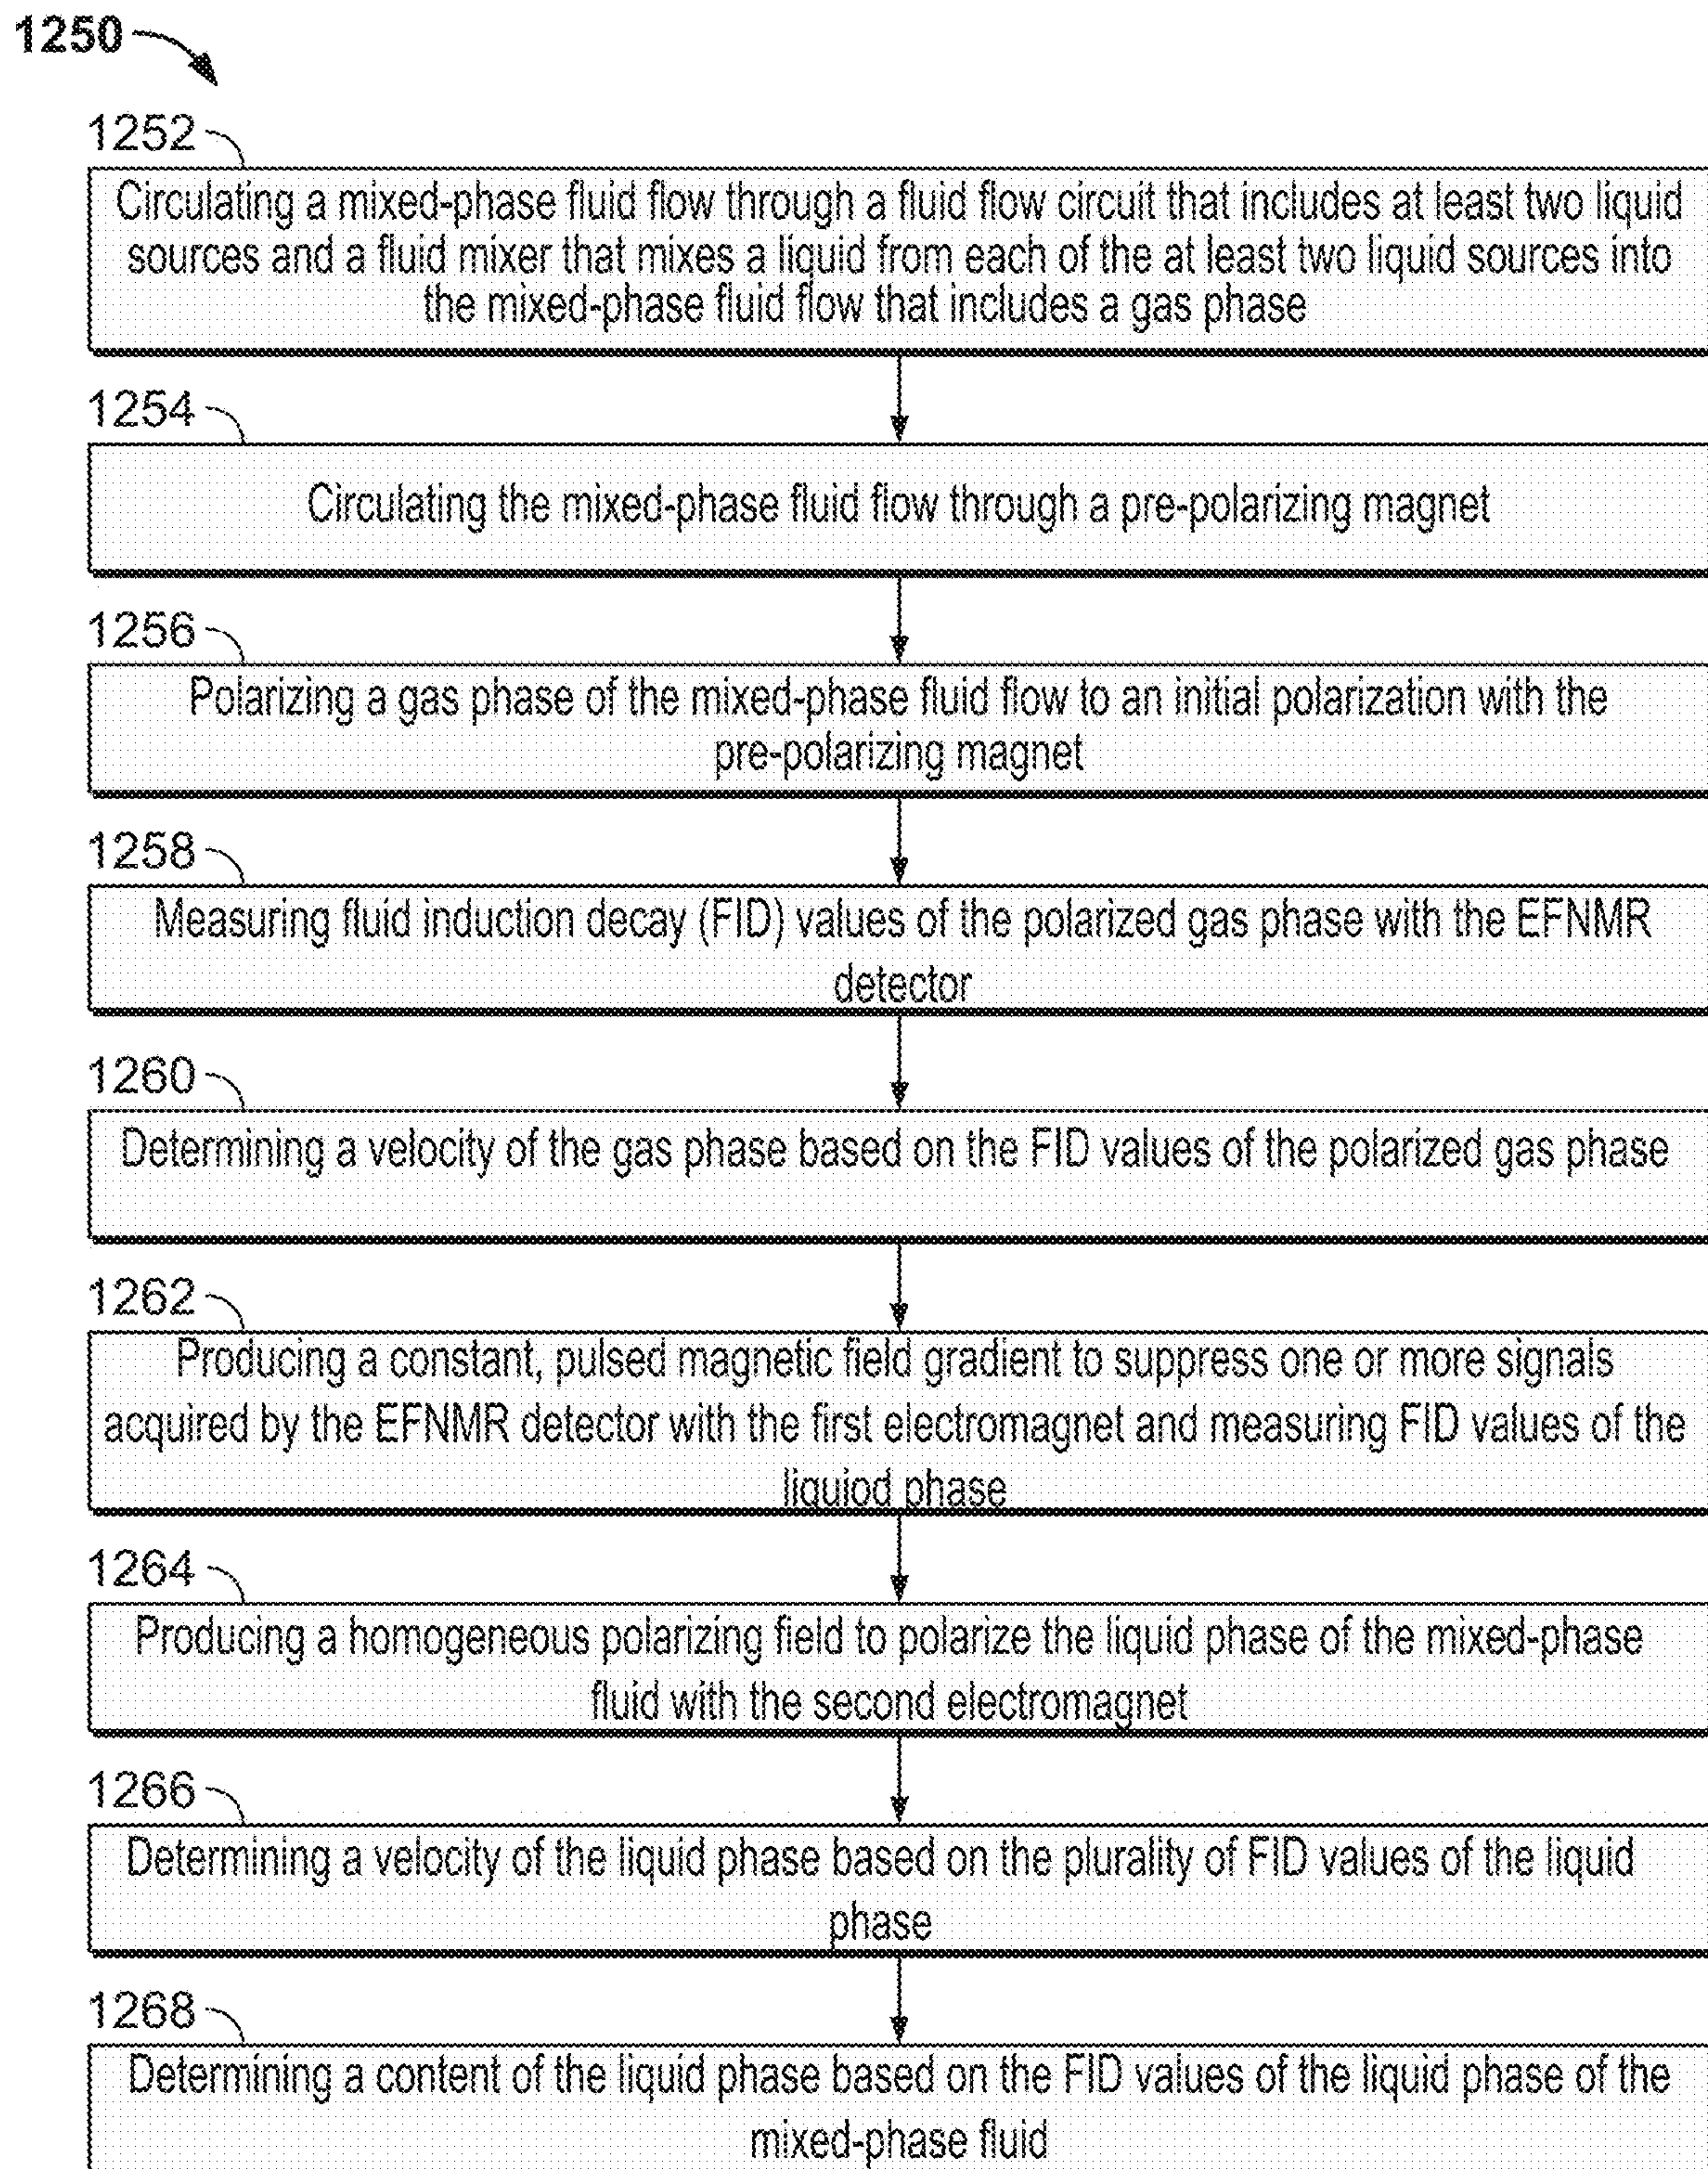 1250
1252
Circulating a mixed-phase fluid flow through a fluid flow circuit that includes at least two liquid
sources and a fluid mixer that mixes a liquid from each of the at least two liquid sources into
the mixed-phase fluid flow that includes a gas phase
1254
Circulating the mixed-phase fluid flow through a pre-polarizing magnet
1256
Polarizing a gas phase of the mixed-phase fluid flow to an initial polarization with the
pre-polarizing magnet
1258
Measuring fluid induction decay (FID) values of the polarized gas phase with the EFNMR
detector
1260
Determining a velocity of the gas phase based on the FID values of the polarized gas phase
1262
Producing a constant, pulsed magnetic field gradient to suppress one or more signals
acquired by the EFNMR detector with the first electromagnet and measuring FID values of the
liquiod phase
1264
Producing a homogeneous polarizing field to polarize the liquid phase of the mixed-phase
fluid with the second electromagnet
1266
Determining a velocity of the liquid phase based on the plurality of FID values of the liquid
phase
1268
Determining a content of the liquid phase based on the FID values of the liquid phase of the
mixed-phase fluid